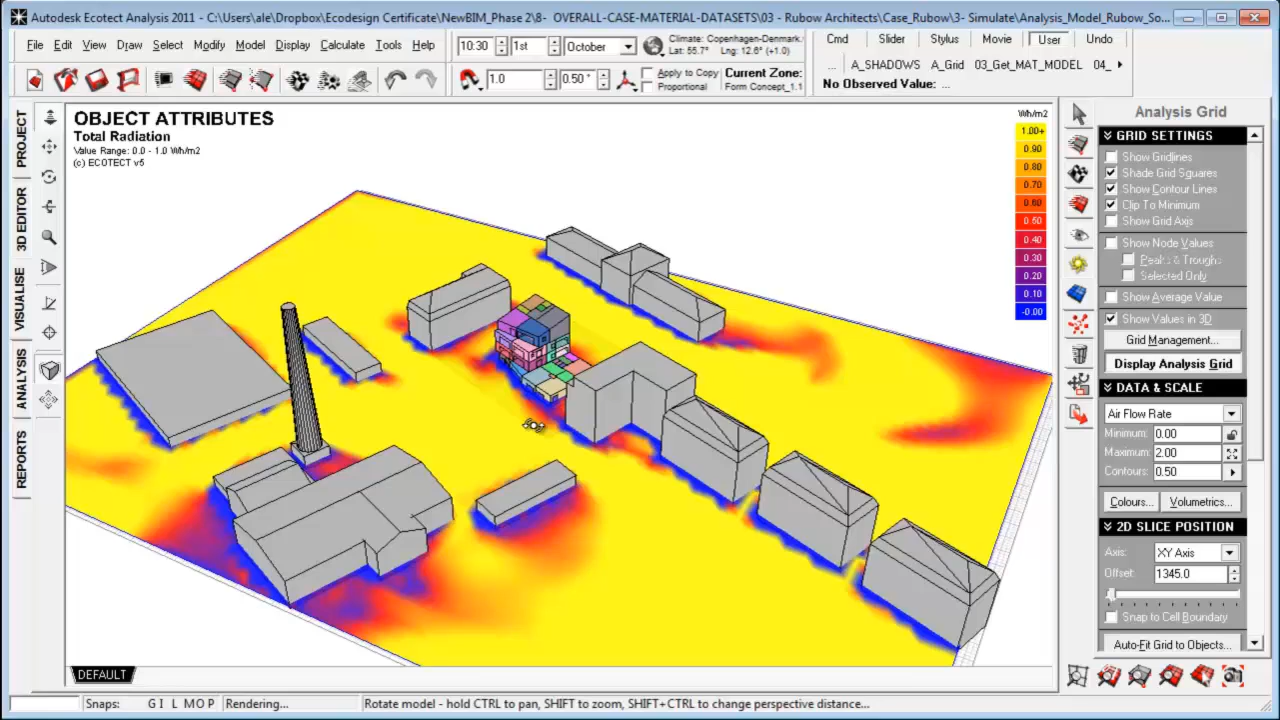 Autodesk Ecotect Analysis 2011 - C:\Users\ale\Dropbox\Ecodesign Certificate\NewBIM_Phase 2\8- OVERALL-CASE-MATERIAL-DATASETS\03 - Rubow Architects\Case_Rubow\3- Simulate\Analysis_Model_Rubow_So...
File Edit View Draw Select Modify Model Display Calculate Tools Help
10:30 1st October
Climate: Copenhagen-Denmark.
Lat: 55.7° Lng: 12.6° (+1.0)
Cmd Slider Stylus Movie User Undo
... A_SHADOWS A_Grid 03_Get_MAT_MODEL 04_
1.0 0.50 °
Apply to Copy
Proportional
Current Zone:
Form Concept_1.1
No Observed Value: ...
PROJECT
3D EDITOR
VISUALISE
ANALYSIS
REPORTS
OBJECT ATTRIBUTES
Total Radiation
Value Range: 0.0 - 1.0 Wh/m2
(c) ECOTECT v5
Wh/m2
1.00+
0.90
0.80
0.70
0.60
0.50
0.40
0.30
0.20
0.10
-0.00
Analysis Grid
GRID SETTINGS
Show Gridlines
Shade Grid Squares
Show Contour Lines
Clip To Minimum
Show Grid Axis
Show Node Values
Peaks & Troughs
Selected Only
Show Average Value
Show Values in 3D
Grid Management...
Display Analysis Grid
DATA & SCALE
Air Flow Rate
Minimum: 0.00
Maximum: 2.00
Contours: 0.50
Colours... Volumetrics...
2D SLICE POSITION
Axis: XY Axis
Offset: 1345.0
Snap to Cell Boundary
Auto-Fit Grid to Objects...
DEFAULT
Snaps: G I L M O P Rendering... Rotate model - hold CTRL to pan, SHIFT to zoom, SHIFT+CTRL to change perspective distance...